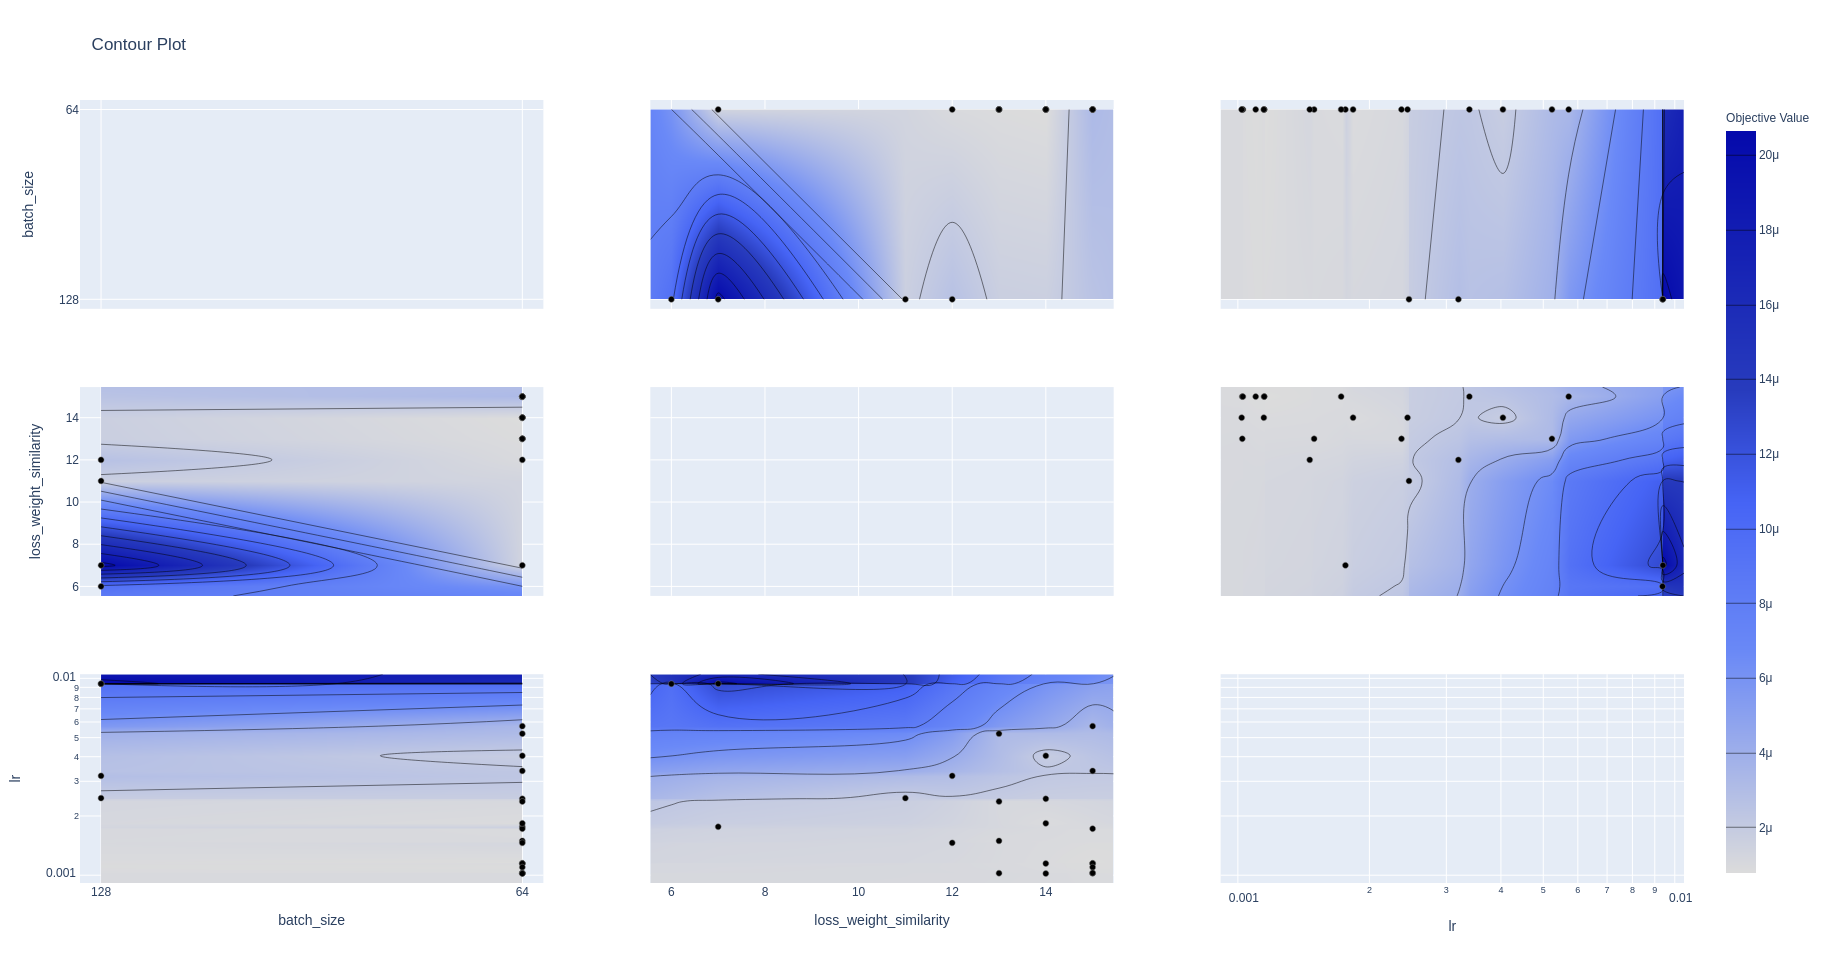 Contour Plot
Objective Value
20μ
18μ
16μ
14μ
12μ
10μ
8μ
6μ
4μ
2μ
batch_size
64
128
loss_weight_similarity
14
12
10
8
6
lr
0.01
9
8
7
6
5
4
3
2
0.001
128 64
batch_size
6 8 10 12 14
loss_weight_similarity
0.001 2 3 4 5 6 7 8 9 0.01
lr